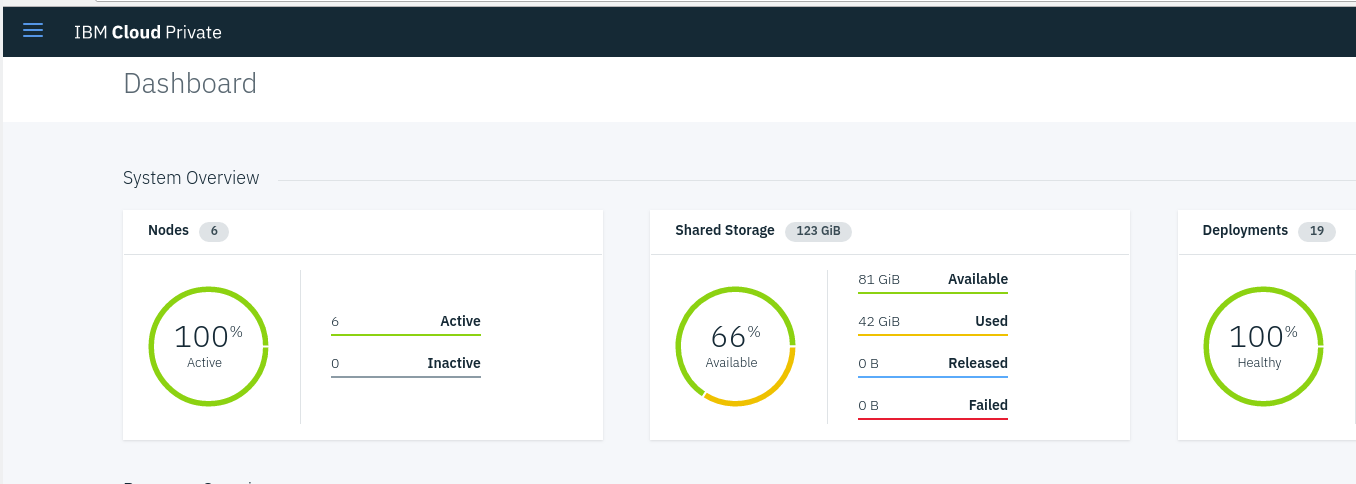 IBM Cloud Private
Dashboard
System Overview
Nodes 6
100%
Active
6 Active
0 Inactive
Shared Storage 123 GiB
66%
Available
81 GiB Available
42 GiB Used
0 B Released
0 B Failed
Deployments 19
100%
Healthy